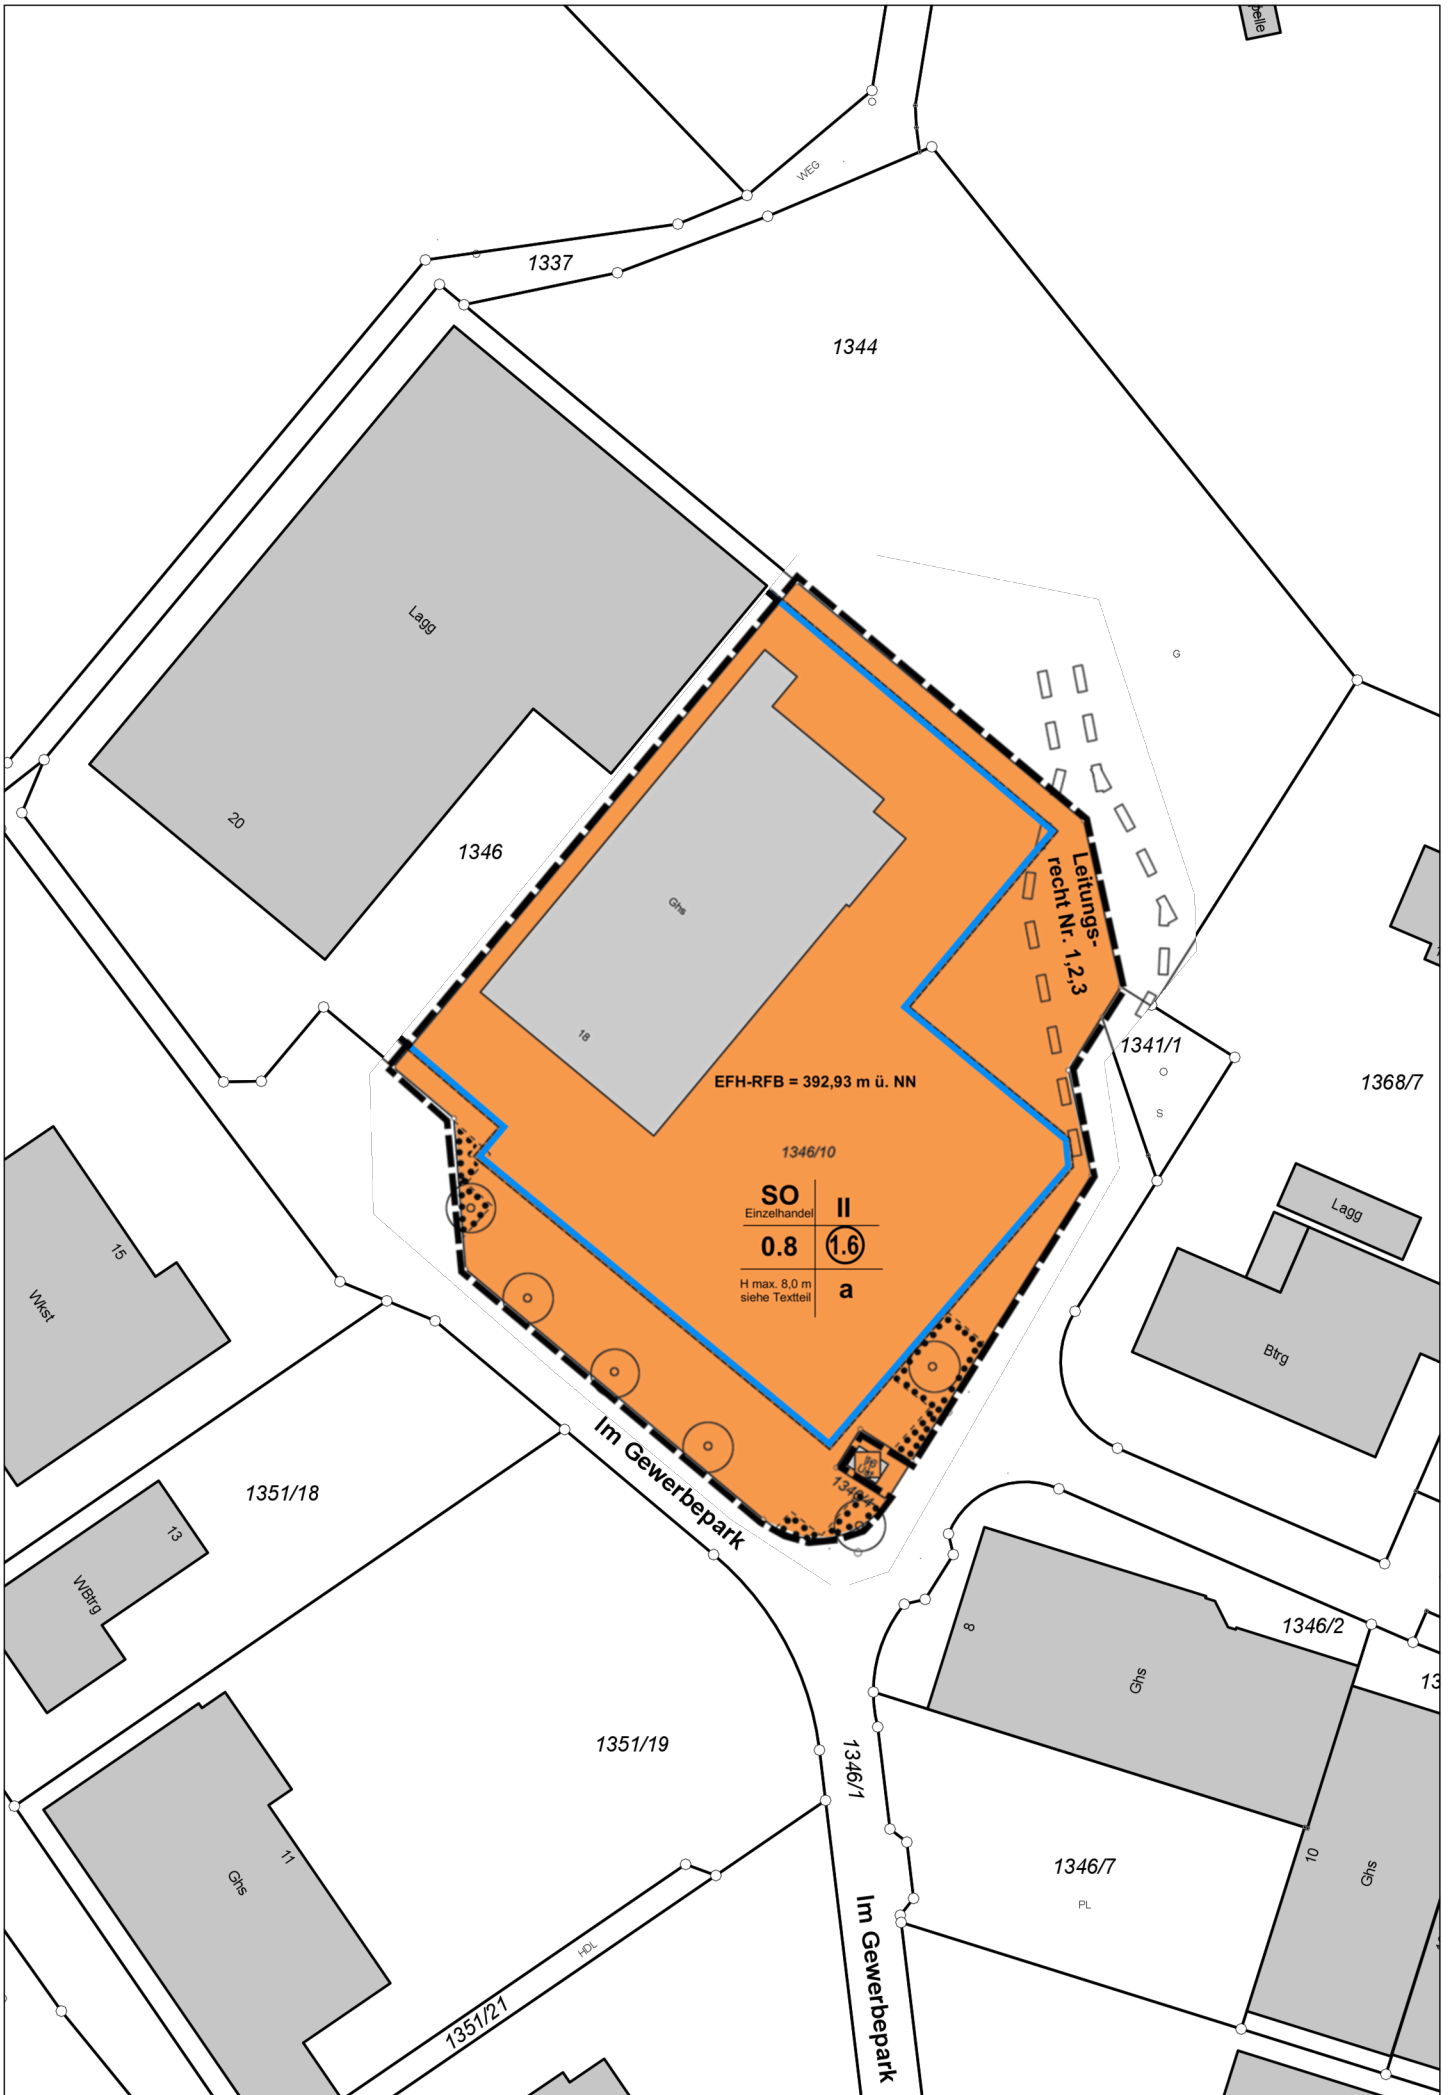 WEG
1337
1344
Lagg
G
20
1346
Ghs
Leitungs-
recht Nr. 1,2,3
18
1341/1
EFH-RFB = 392,93 m ü. NN
1368/7
S
1346/10
SO
Einzelhandel
II
0.8
1.6
H max. 8,0 m
siehe Textteil
a
Lagg
15
Wkst
Btrg
Im Gewerbepark
1351/18
13
WBtrg
8
1346/2
Ghs
13
1351/19
1346/1
11
Ghs
1346/7
PL
10
Ghs
Im Gewerbepark
HDL
1351/21